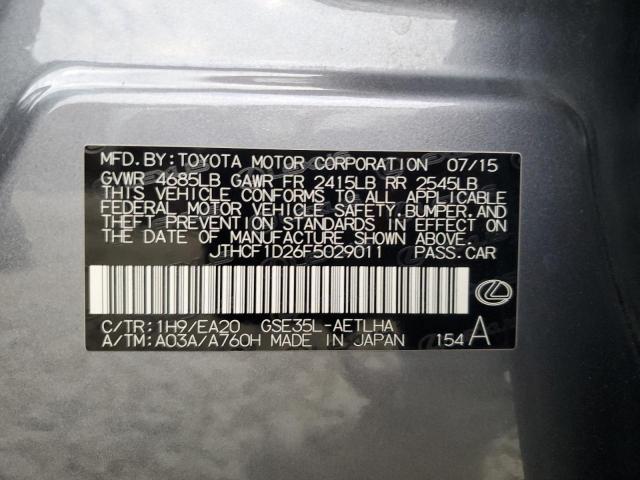 MFD.BY:TOYOTA MOTOR CORPORATION 07/15
GVWR 4685LB GAWR FR 2415LB RR 2545LB
THIS VEHICLE CONFORMS TO ALL APPLICABLE
FEDERAL MOTOR VEHICLE SAFETY,BUMPER,AND
THEFT PREVENTION STANDARDS IN EFFECT ON
THE DATE OF MANUFACTURE SHOWN ABOVE.
JTHCF1D26F5029011 PASS.CAR
C/TR:1H9/EA20 GSE35L-AETLHA
A/TM:A03A/A760H MADE IN JAPAN 154 A